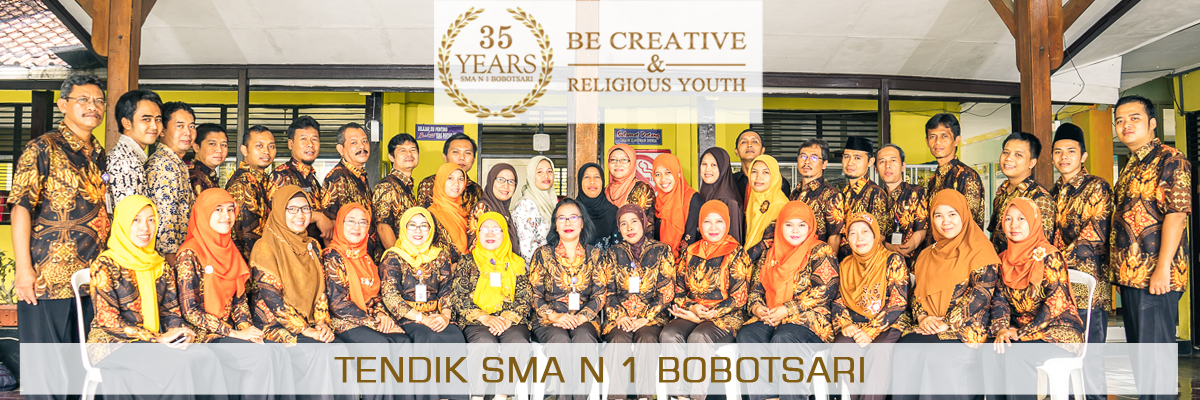 35
YEARS
SMA N 1 BOBOTSARI
BE CREATIVE
&
RELIGIOUS YOUTH
TENDIK SMA N 1 BOBOTSARI